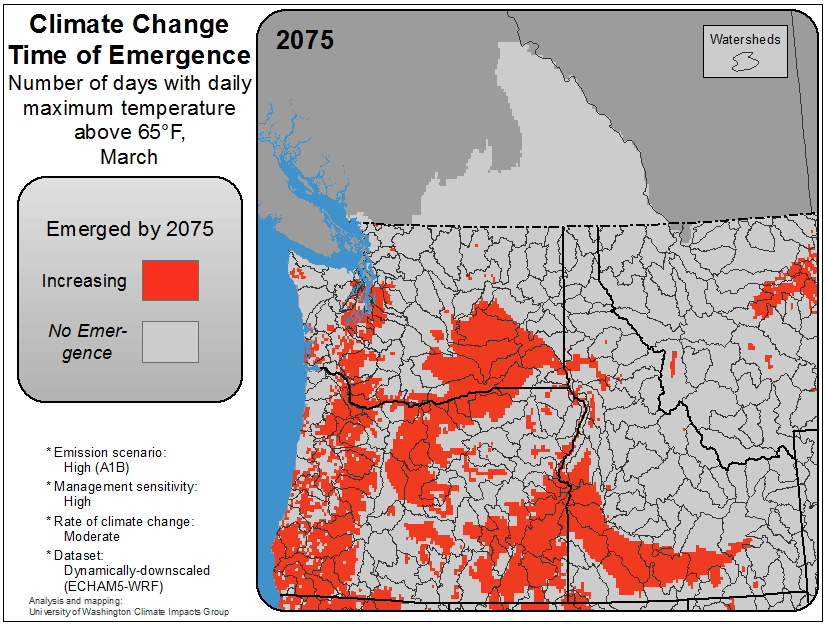 Climate Change
Time of Emergence
Number of days with daily
maximum temperature
above 65°F,
March
Emerged by 2075
Increasing
No Emer-
gence
* Emission scenario:
High (A1B)
* Management sensitivity:
High
* Rate of climate change:
Moderate
* Dataset:
Dynamically-downscaled
(ECHAM5-WRF)
Analysis and mapping:
University of Washington Climate Impacts Group
2075
Watersheds